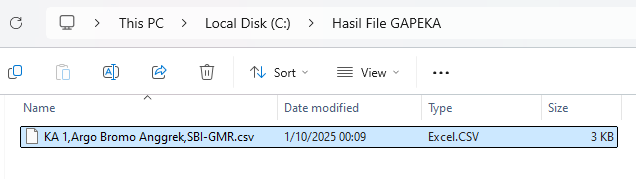 This PC > Local Disk (C:) > Hasil File GAPEKA
Sort View ...
Name Date modified Type Size
KA 1,Argo Bromo Anggrek,SBI-GMR.csv 1/10/2025 00:09 Excel.CSV 3 KB